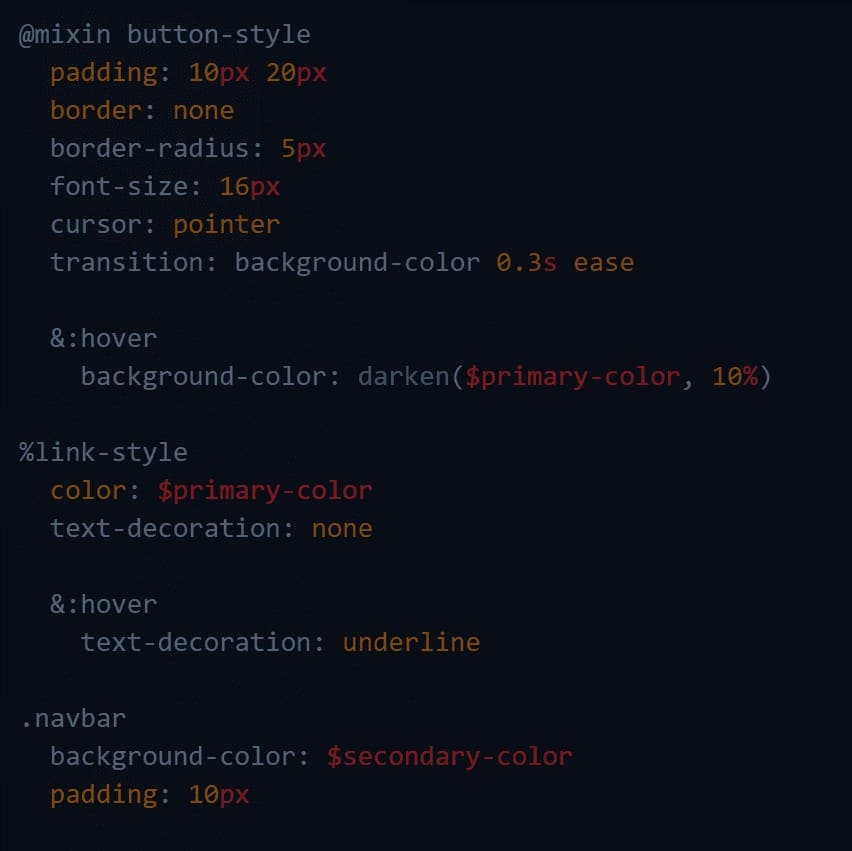 @mixin button-style
  padding: 10px 20px
  border: none
  border-radius: 5px
  font-size: 16px
  cursor: pointer
  transition: background-color 0.3s ease

  &:hover
    background-color: darken($primary-color, 10%)

%link-style
  color: $primary-color
  text-decoration: none

  &:hover
    text-decoration: underline

.navbar
  background-color: $secondary-color
  padding: 10px